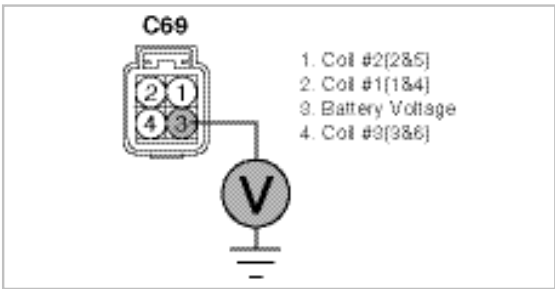 C69
1. Coil #2(2&5)
2. Coil #1(1&4)
3. Battery Voltage
4. Coil #3(3&6)
2 1
4 3
V